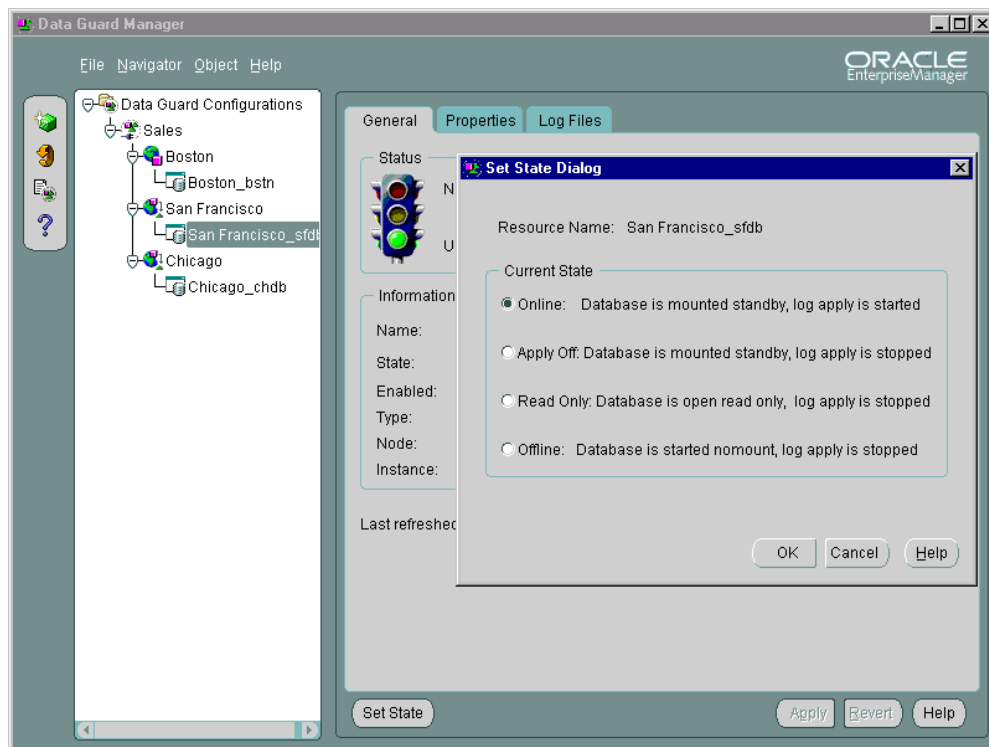 Data Guard Manager
File Navigator Object Help
ORACLE
EnterpriseManager
Data Guard Configurations
Sales
Boston
Boston_bstn
San Francisco
San Francisco_sfd
Chicago
Chicago_chdb
General Properties Log Files
Status
N
U
Information
Name:
State:
Enabled:
Type:
Node:
Instance:
Last refreshed
Set State Dialog
Resource Name: San Francisco_sfdb
Current State
Online: Database is mounted standby, log apply is started
Apply Off: Database is mounted standby, log apply is stopped
Read Only: Database is open read only, log apply is stopped
Offline: Database is started nomount, log apply is stopped
OK Cancel Help
Set State
Apply Revert Help